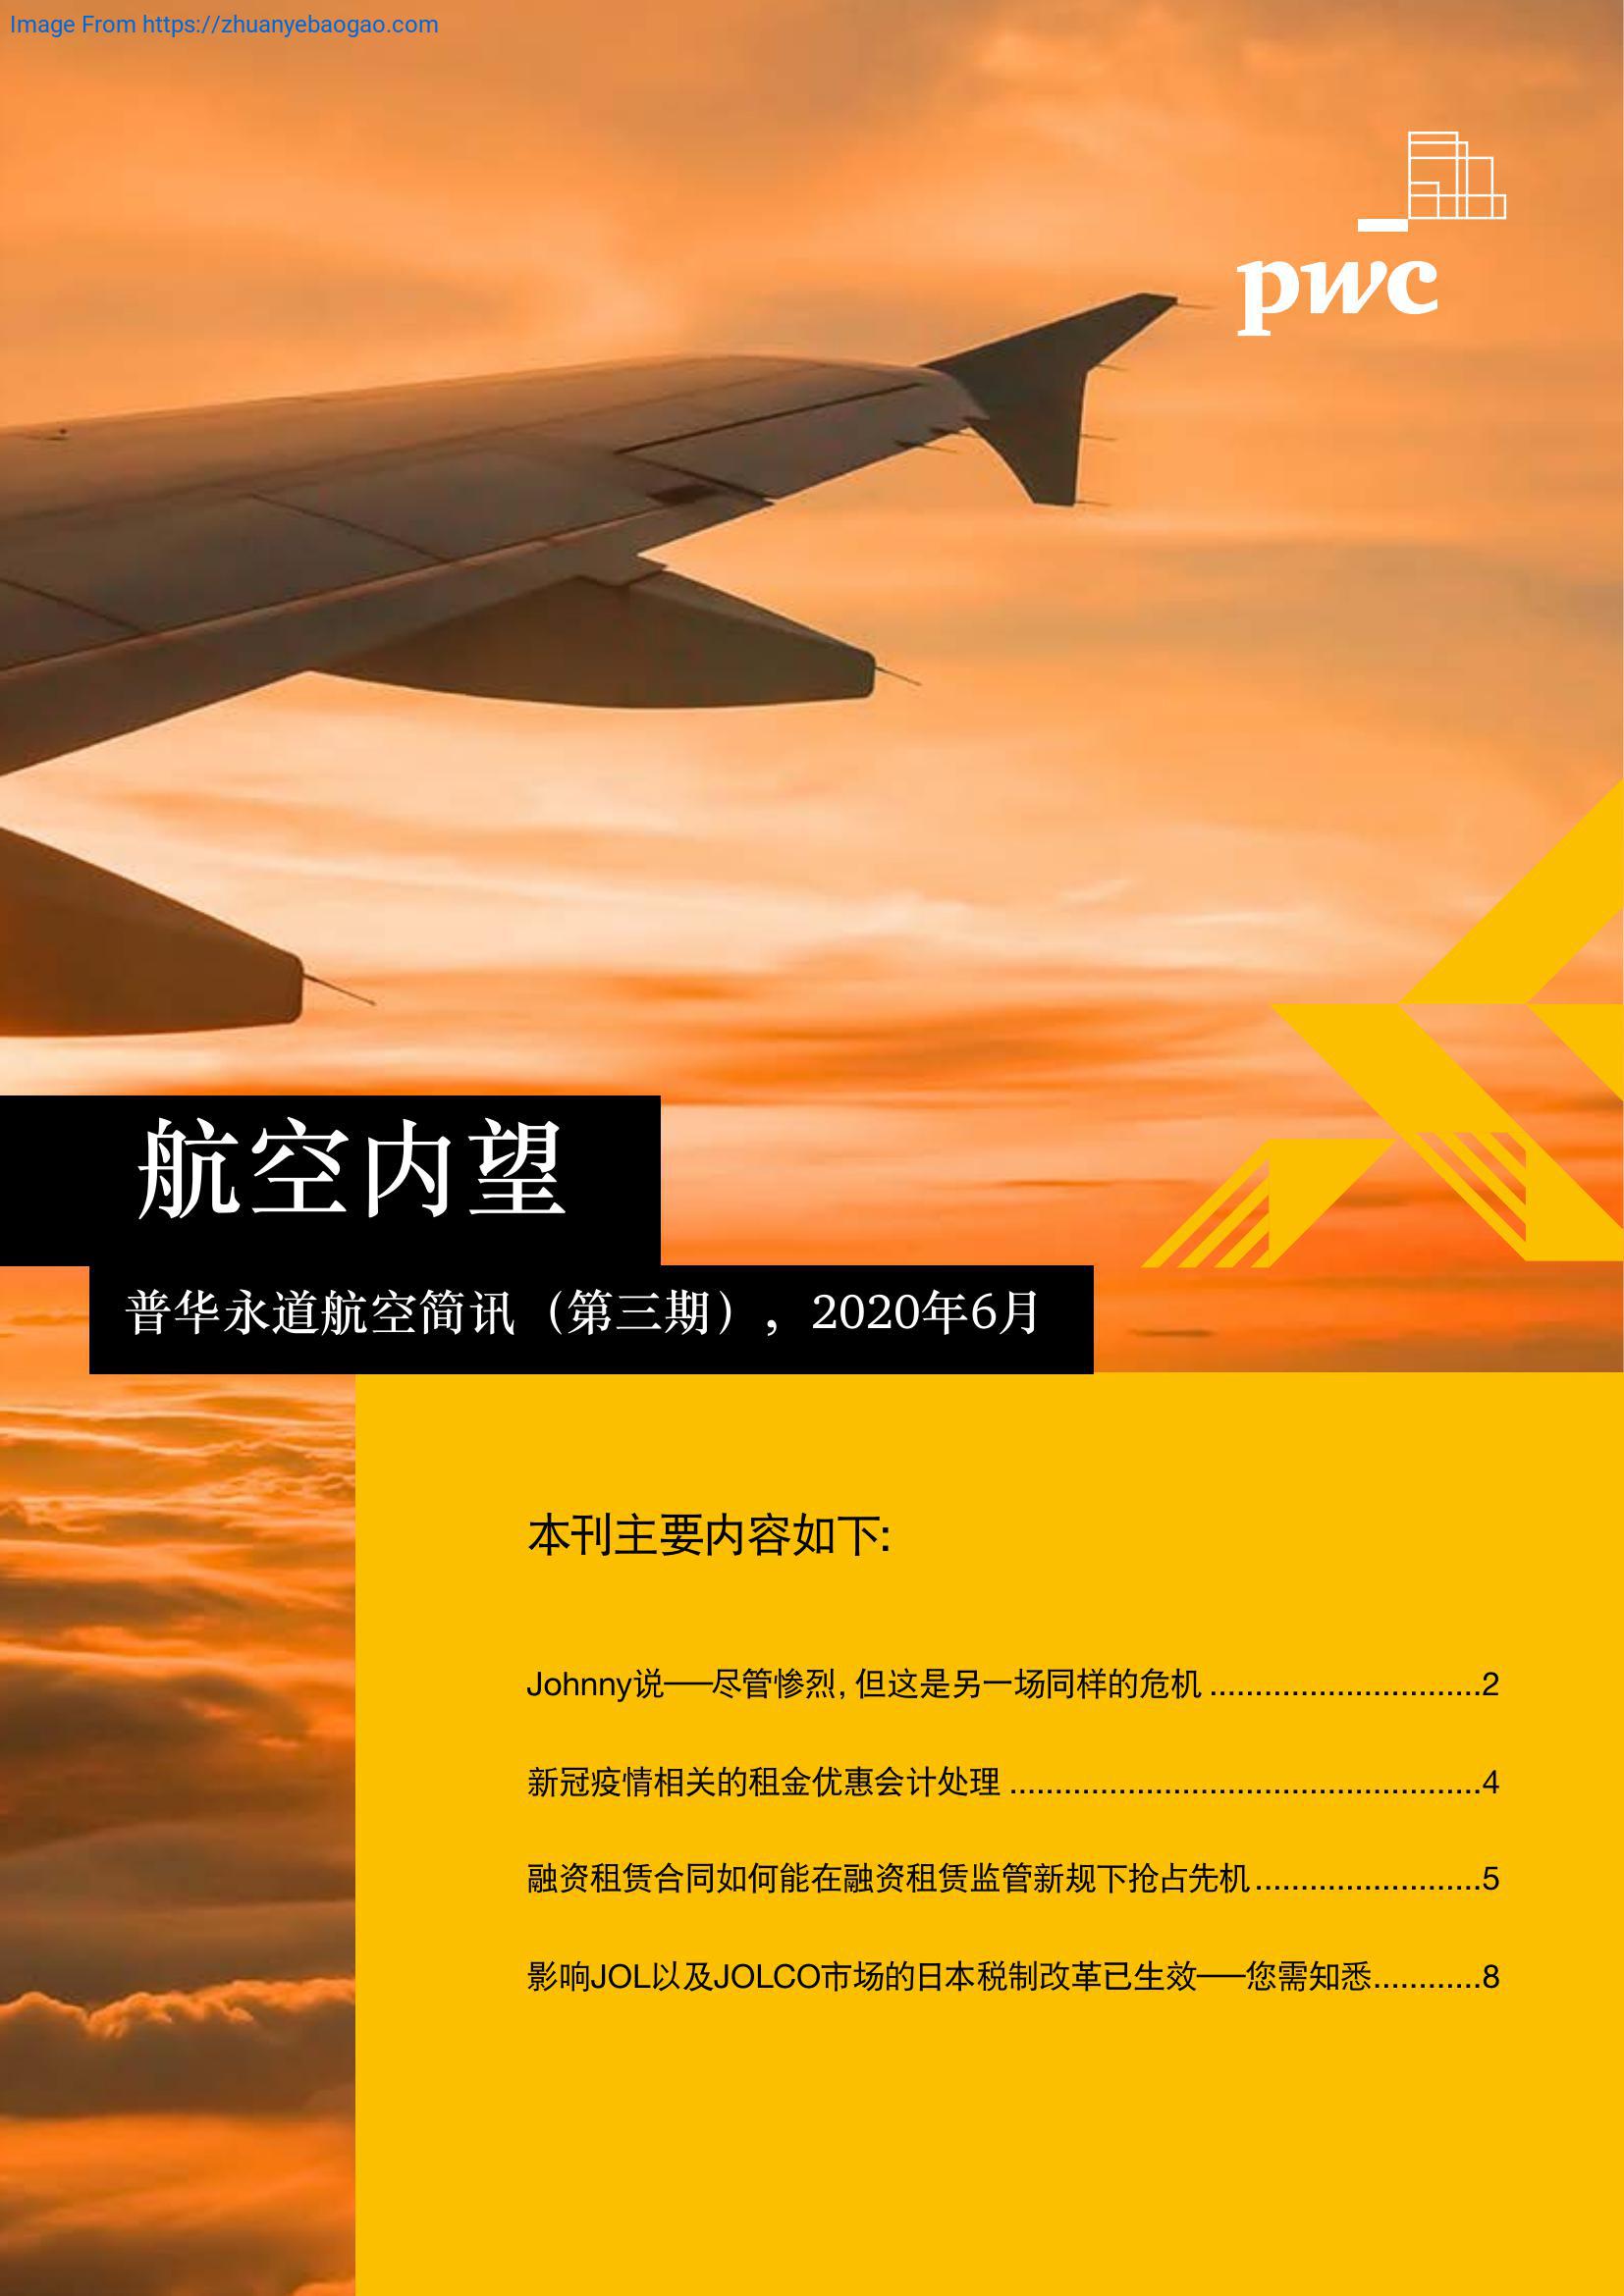 Image From https://zhuanyebaogao.com
pwc
航空内望
普华永道航空简讯（第三期），2020年6月
本刊主要内容如下:
Johnny说——尽管惨烈, 但这是另一场同样的危机 ..............................2
新冠疫情相关的租金优惠会计处理 ....................................................4
融资租赁合同如何能在融资租赁监管新规下抢占先机.........................5
影响JOL以及JOLCO市场的日本税制改革已生效——您需知悉............8